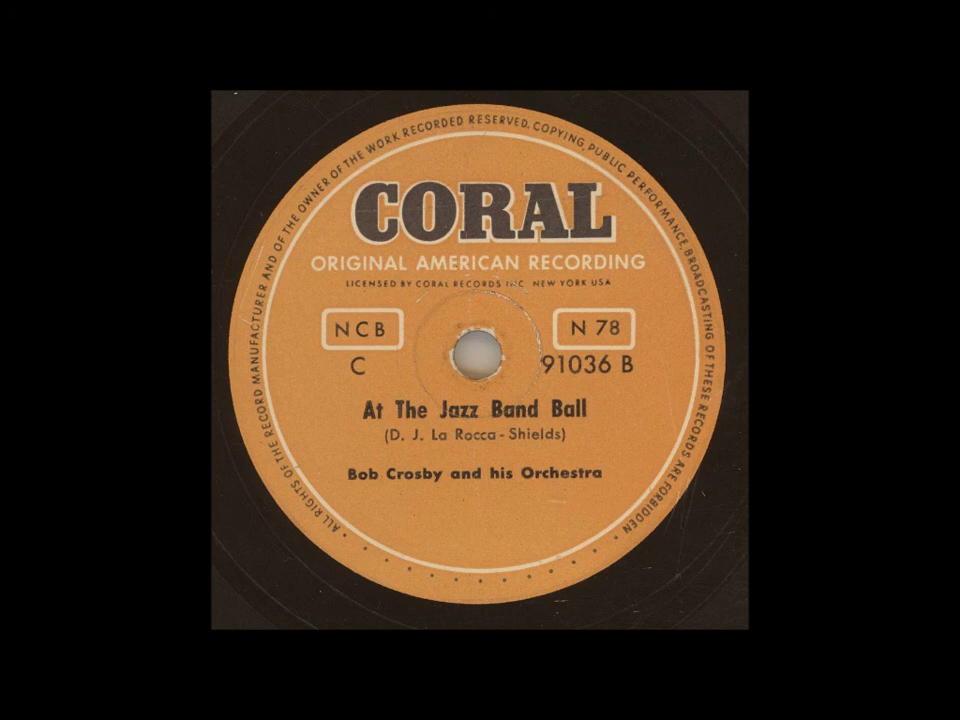 ALL RIGHTS OF THE RECORD MANUFACTURER AND OF THE OWNER OF THE WORK RECORDED RESERVED. COPYING, PUBLIC PERFORMANCE, BROADCASTING OF THESE RECORDS ARE FORBIDDEN
CORAL
ORIGINAL AMERICAN RECORDING
LICENSED BY CORAL RECORDS INC. NEW YORK USA
NCB N 78
C 91036 B
At The Jazz Band Ball
(D. J. La Rocca - Shields)
Bob Crosby and his Orchestra